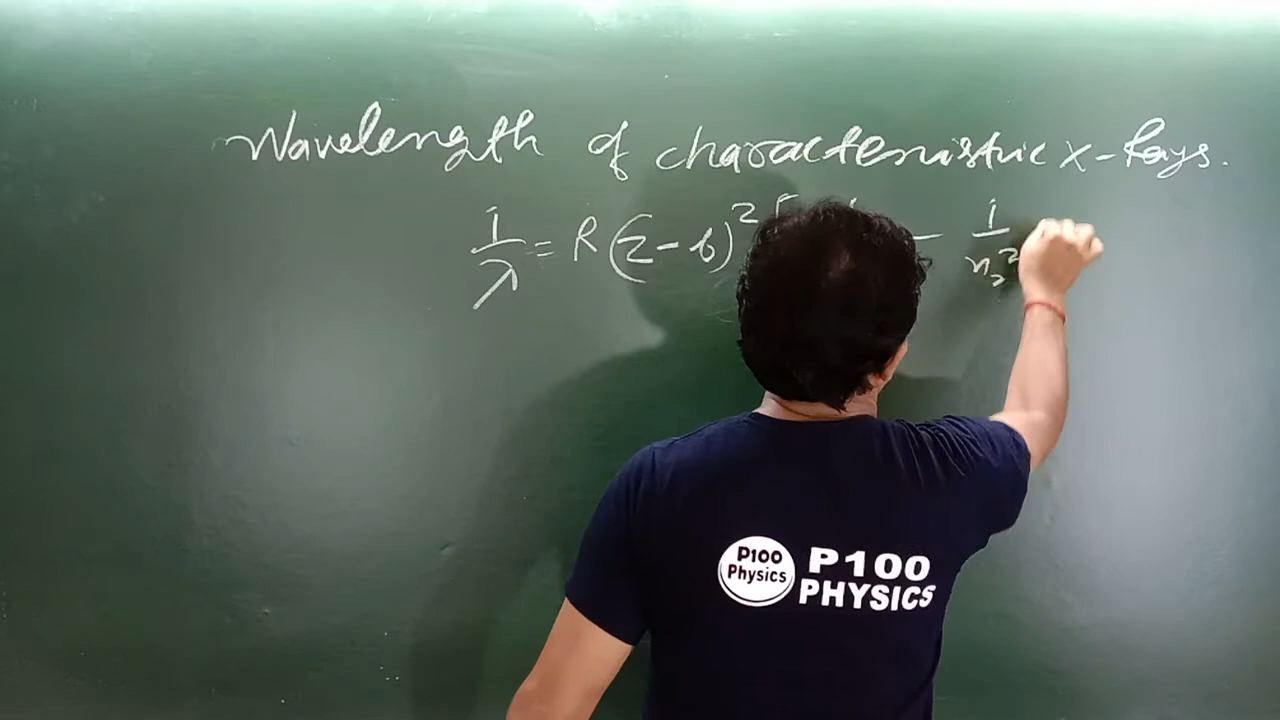 Wavelength of characteristic X-Rays.
1/λ = R(Z-b)² [ - 1/n₂²
P100 Physics
P100 PHYSICS